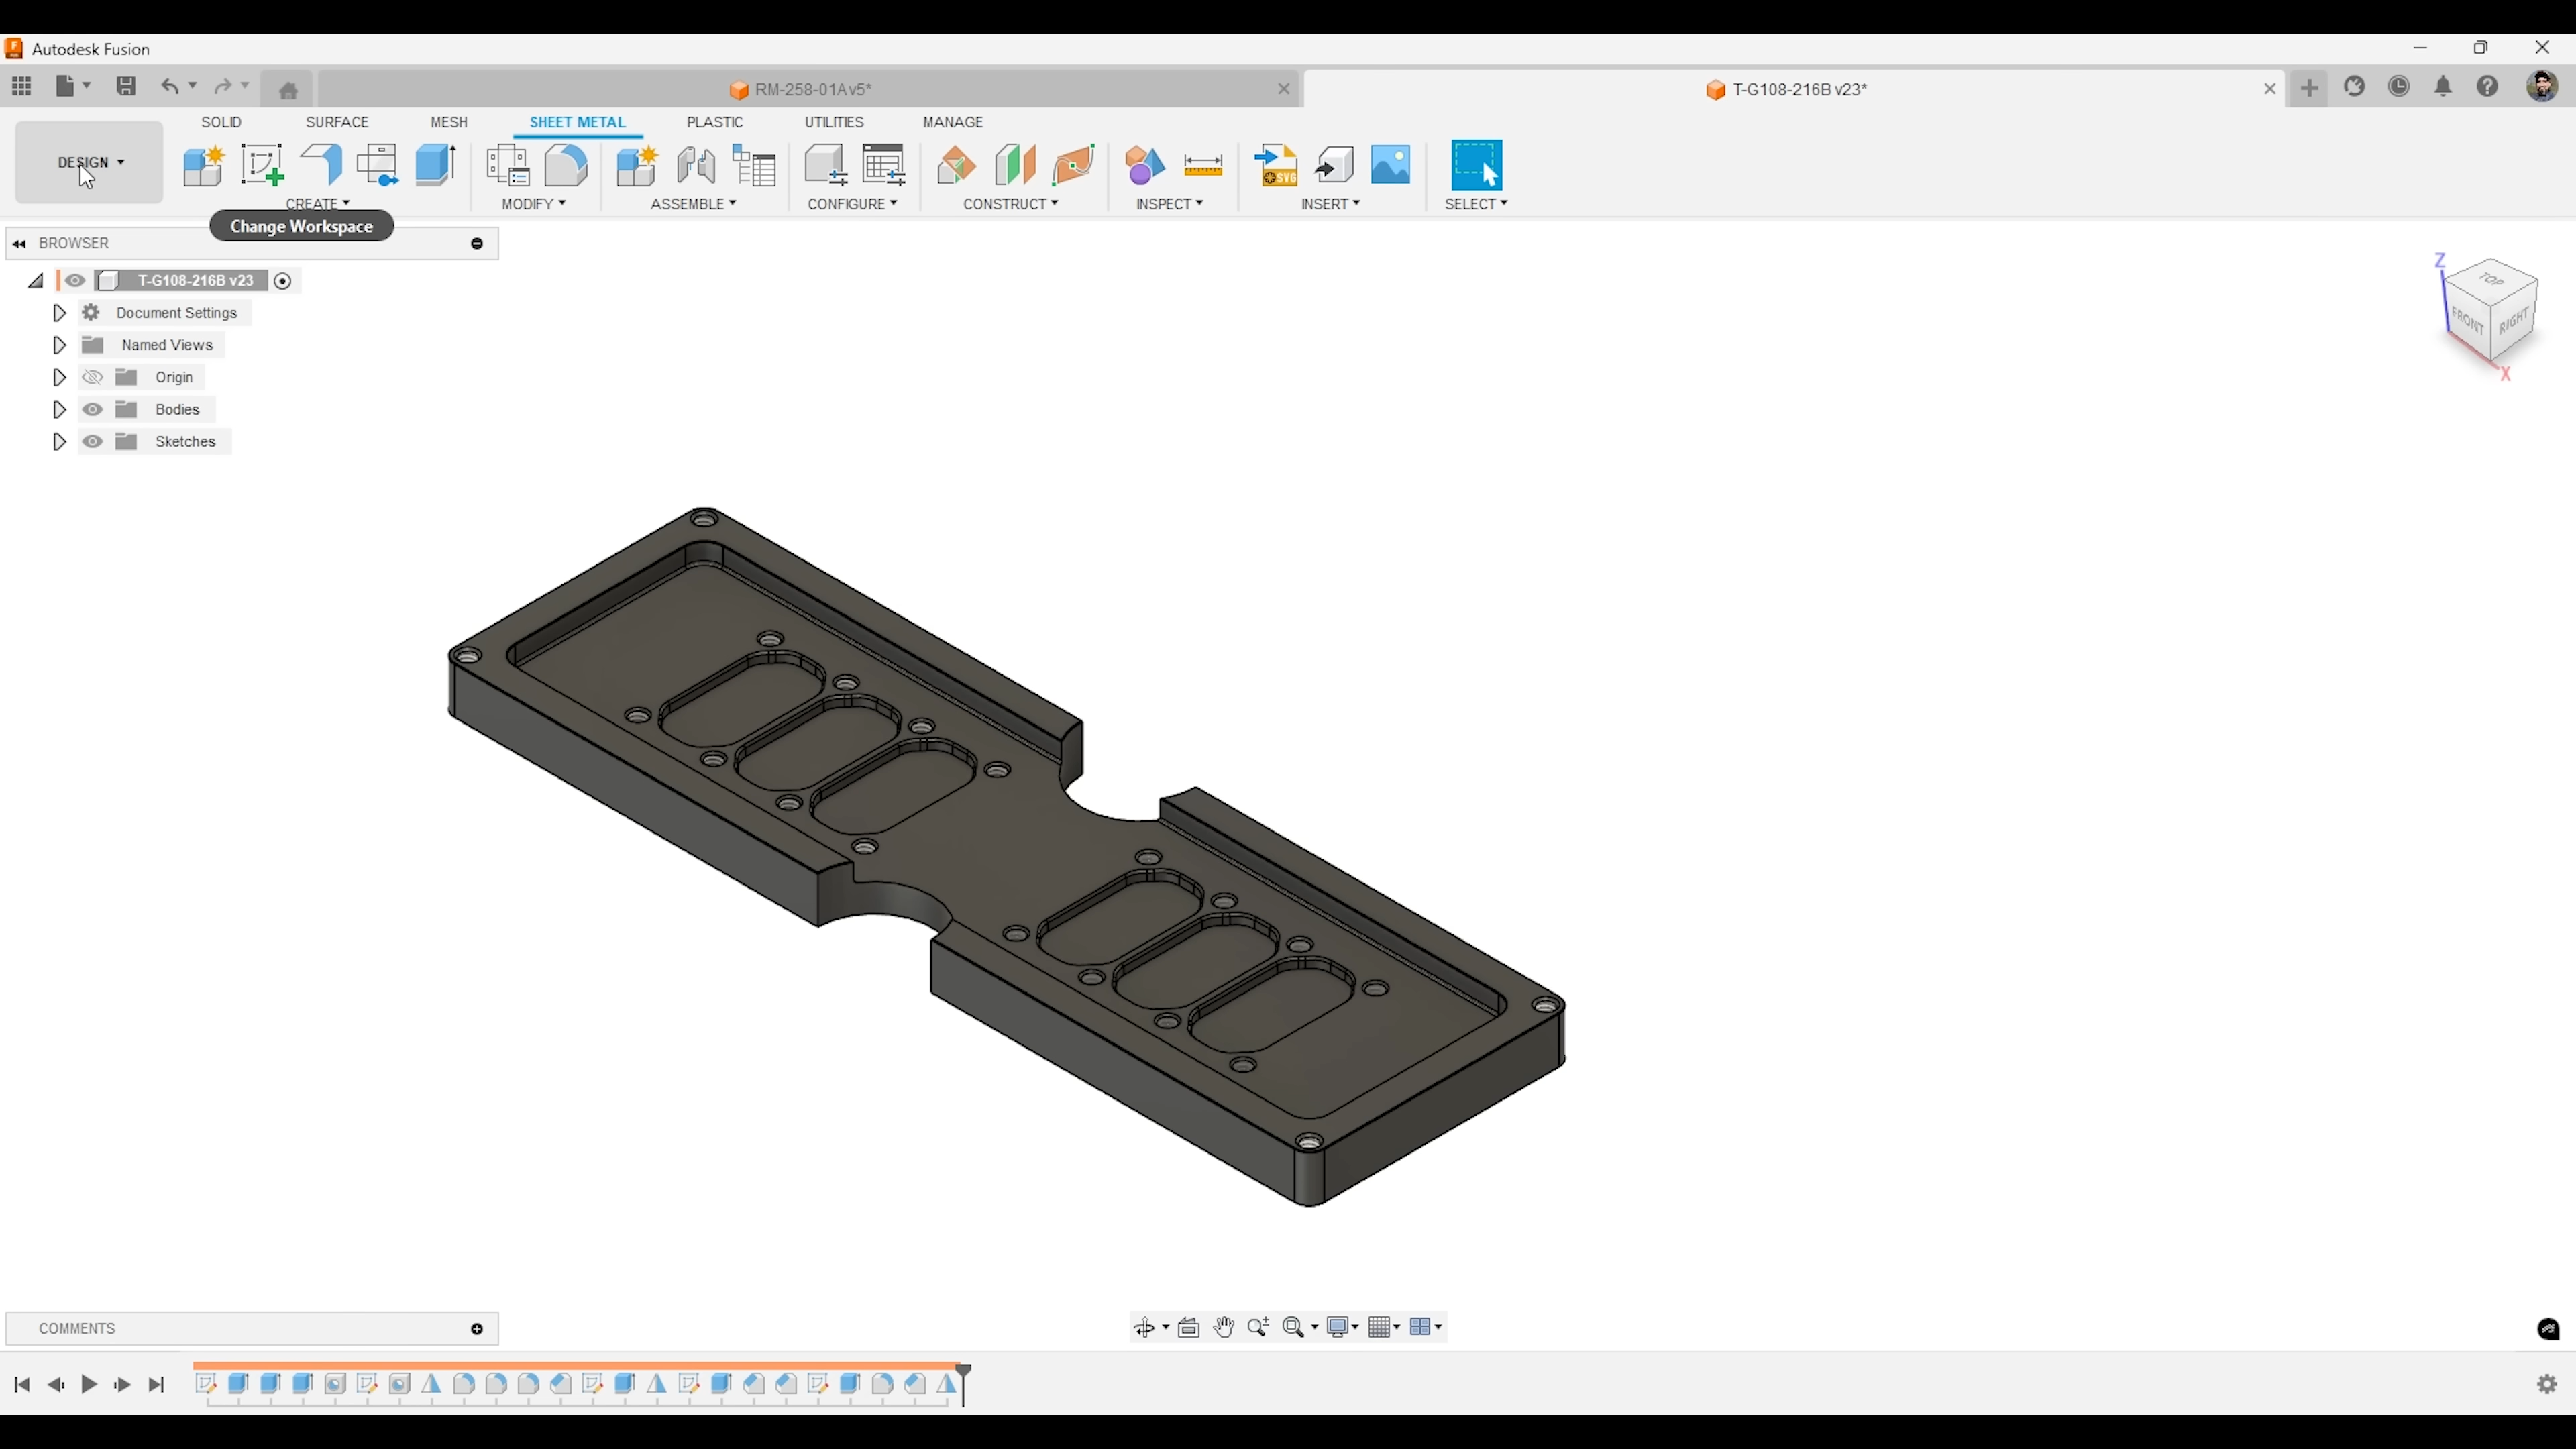 Autodesk Fusion
RM-258-01A v5*
T-G108-216B v23*
SOLID SURFACE MESH SHEET METAL PLASTIC UTILITIES MANAGE
DESIGN
SVG
CREATE MODIFY ASSEMBLE CONFIGURE CONSTRUCT INSPECT INSERT SELECT
Change Workspace
BROWSER
T-G108-216B v23
Document Settings
Named Views
Origin
Bodies
Sketches
Z
TOP
FRONT RIGHT
X
COMMENTS